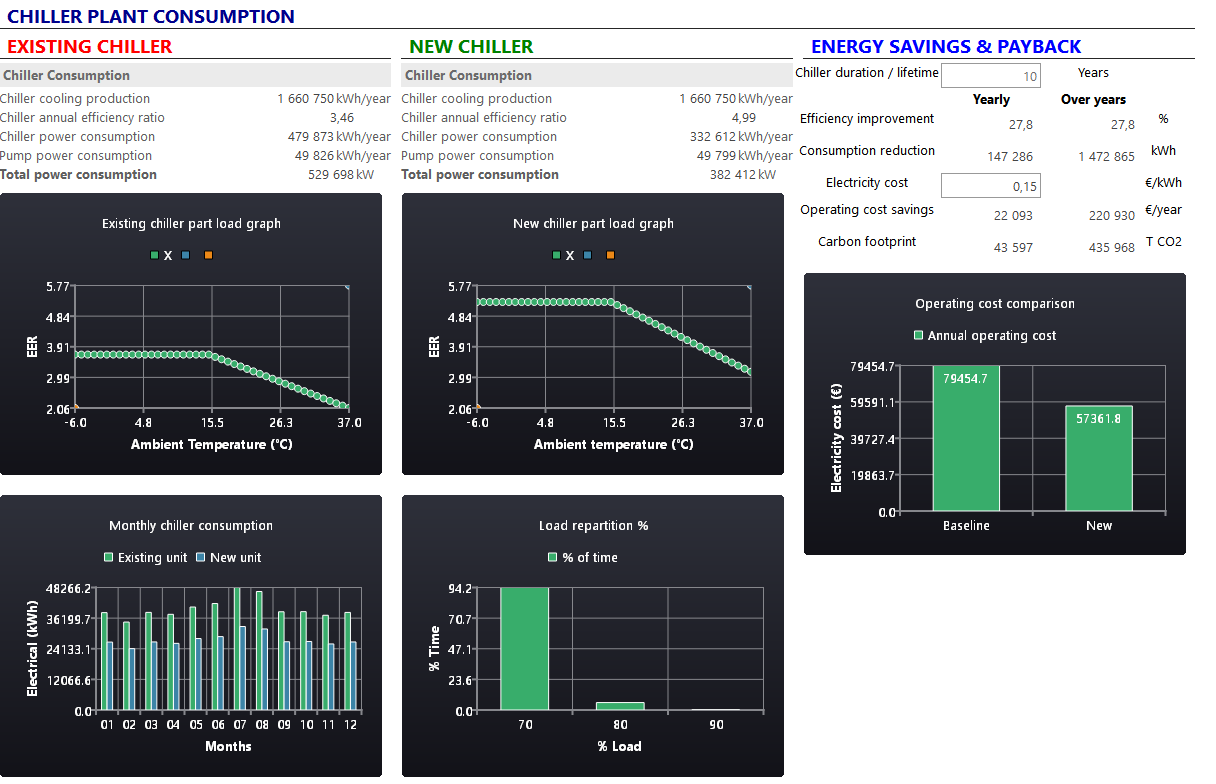 CHILLER PLANT CONSUMPTION
EXISTING CHILLER
Chiller Consumption
Chiller cooling production 1 660 750 kWh/year
Chiller annual efficiency ratio 3,46
Chiller power consumption 479 873 kWh/year
Pump power consumption 49 826 kWh/year
Total power consumption 529 698 kW
NEW CHILLER
Chiller Consumption
Chiller cooling production 1 660 750 kWh/year
Chiller annual efficiency ratio 4,99
Chiller power consumption 332 612 kWh/year
Pump power consumption 49 799 kWh/year
Total power consumption 382 412 kW
ENERGY SAVINGS & PAYBACK
Chiller duration / lifetime 10 Years
Yearly Over years
Efficiency improvement 27,8 27,8 %
Consumption reduction 147 286 1 472 865 kWh
Electricity cost 0,15 €/kWh
Operating cost savings 22 093 220 930 €/year
Carbon footprint 43 597 435 968 T CO2
Existing chiller part load graph
X
5.77
4.84
3.91
2.99
2.06
EER
-6.0 4.8 15.5 26.3 37.0
Ambient Temperature (°C)
New chiller part load graph
X
5.77
4.84
3.91
2.99
2.06
EER
-6.0 4.8 15.5 26.3 37.0
Ambient temperature (°C)
Operating cost comparison
Annual operating cost
79454.7
59591.1
39727.4
19863.7
0.0
Electricity cost (€)
79454.7
57361.8
Baseline New
Monthly chiller consumption
Existing unit New unit
48266.2
36199.7
24133.1
12066.6
0.0
Electrical (kWh)
01 02 03 04 05 06 07 08 09 10 11 12
Months
Load repartition %
% of time
94.2
70.7
47.1
23.6
0.0
% Time
70 80 90
% Load